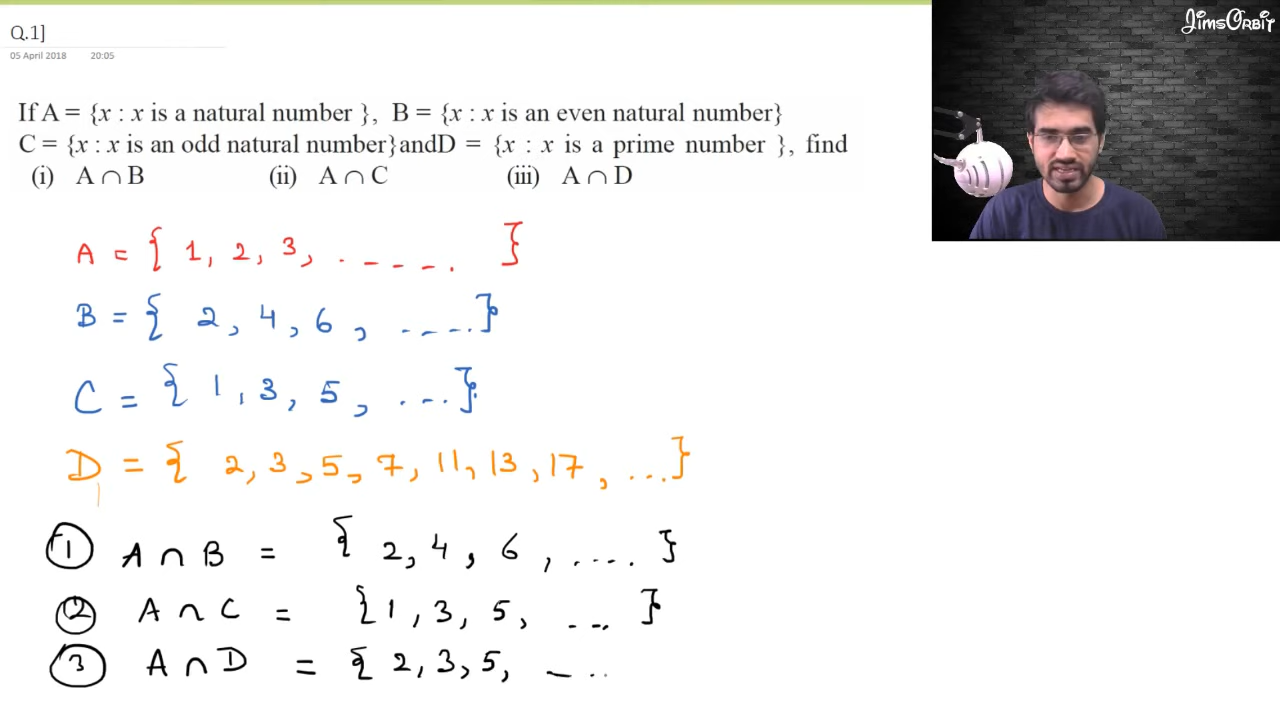 Q.1]
05 April 2018 20:05
JimsOrbit
If A = {x : x is a natural number }, B = {x : x is an even natural number}
C = {x : x is an odd natural number}andD = {x : x is a prime number }, find
(i) A ∩ B (ii) A ∩ C (iii) A ∩ D
A = { 1, 2, 3, . - - - - . }
B = { 2, 4, 6, ..... }
C = { 1, 3, 5, .... }
D = { 2, 3, 5, 7, 11, 13, 17, ... }
① A ∩ B = { 2, 4, 6, ..... }
② A ∩ C = { 1, 3, 5, .... }
③ A ∩ D = { 2, 3, 5, - ..